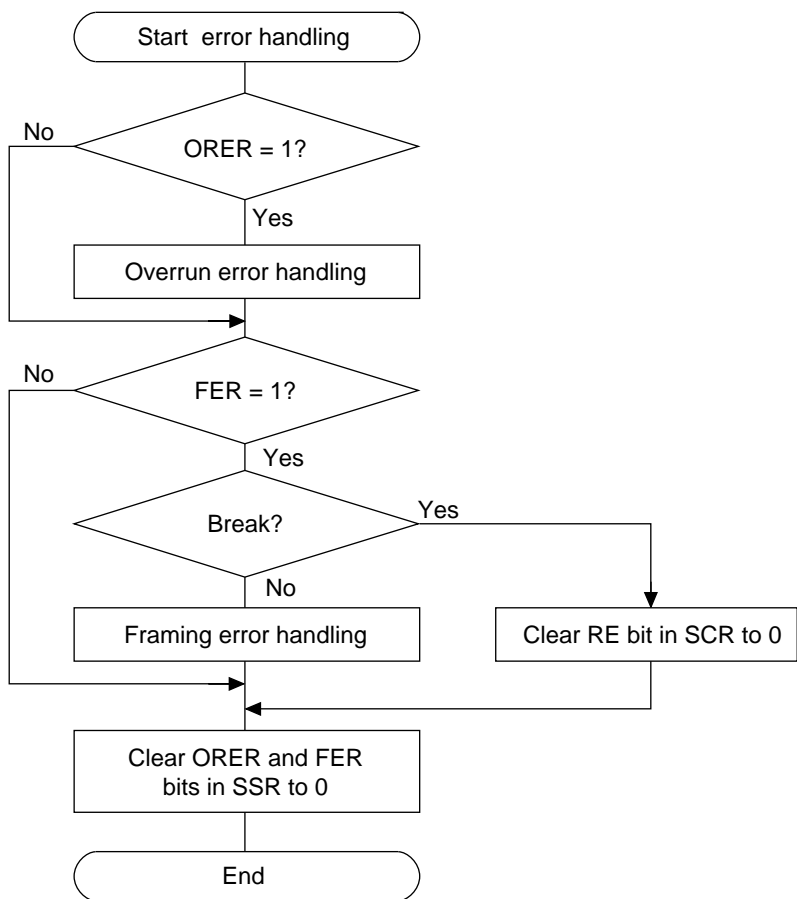 Start error handling
No
ORER = 1?
Yes
Overrun error handling
No
FER = 1?
Yes
Break?
Yes
No
Framing error handling
Clear RE bit in SCR to 0
Clear ORER and FER
bits in SSR to 0
End